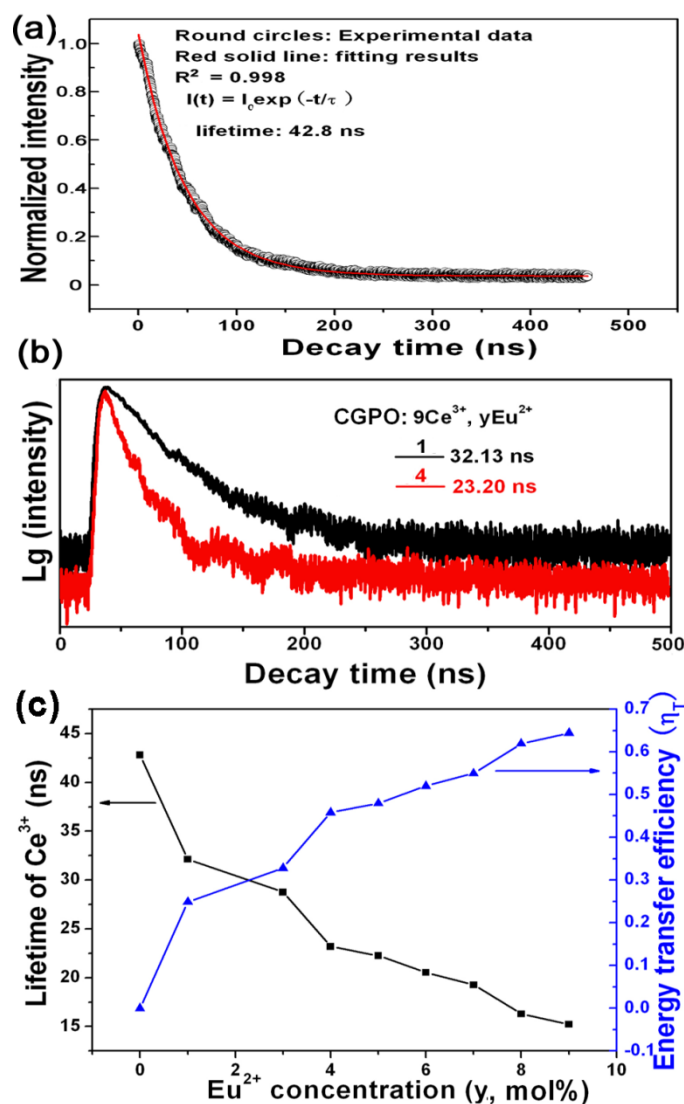 (a)
Round circles: Experimental data
Red solid line: fitting results
R² = 0.998
I(t) = I₀exp (-t/τ)
lifetime: 42.8 ns
Normalized intensity
1.0
0.8
0.6
0.4
0.2
0
0 100 200 300 400 500
Decay time (ns)
(b)
CGPO: 9Ce³⁺, yEu²⁺
1 32.13 ns
4 23.20 ns
Lg (intensity)
0 100 200 300 400 500
Decay time (ns)
(c)
Lifetime of Ce³⁺ (ns)
45
40
35
30
25
20
15
0.7
0.6
0.5
0.4
0.3
0.2
0.1
0.0
-0.1
Energy transfer efficiency (η_T)
0 2 4 6 8 10
Eu²⁺ concentration (y, mol%)